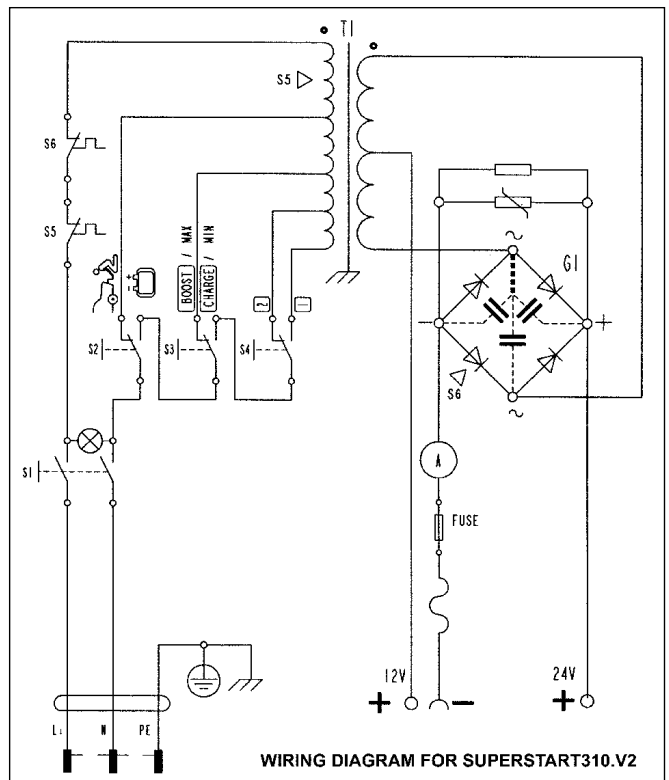 T1
S5
S6
S5
BOOST / MAX
CHARGE / MIN
2
1
S2
S3
S4
S1
G1
~
- +
S6
~
A
FUSE
12V
24V
+ - +
L1 N PE
WIRING DIAGRAM FOR SUPERSTART310.V2